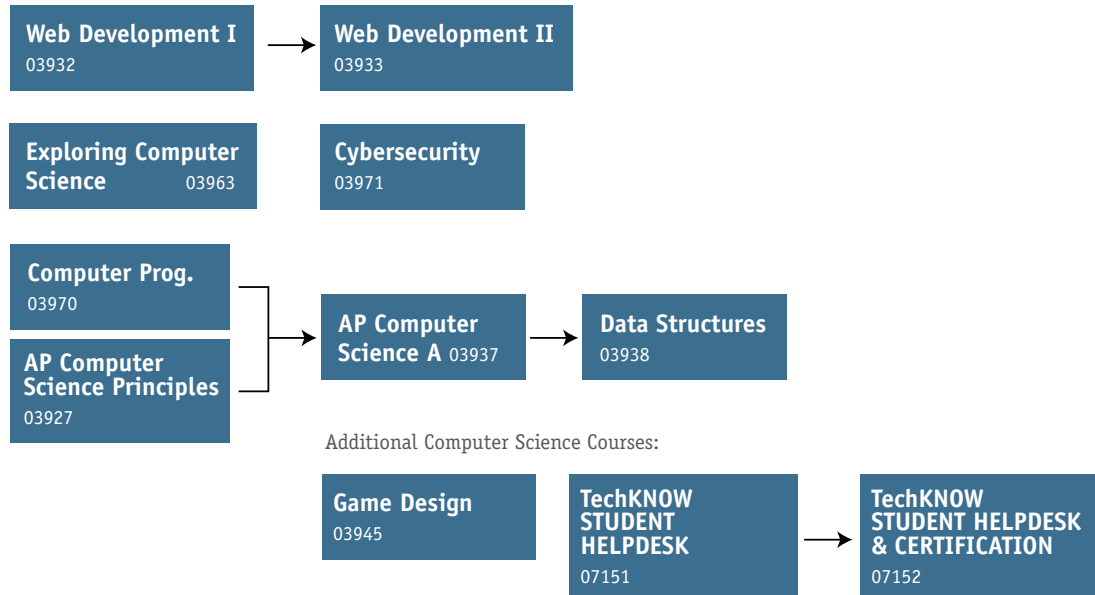 Web Development I
03932
Web Development II
03933
Exploring Computer
Science 03963
Cybersecurity
03971
Computer Prog.
03970
AP Computer
Science Principles
03927
AP Computer
Science A 03937
Data Structures
03938
Additional Computer Science Courses:
Game Design
03945
TechKNOW
STUDENT
HELPDESK
07151
TechKNOW
STUDENT HELPDESK
& CERTIFICATION
07152